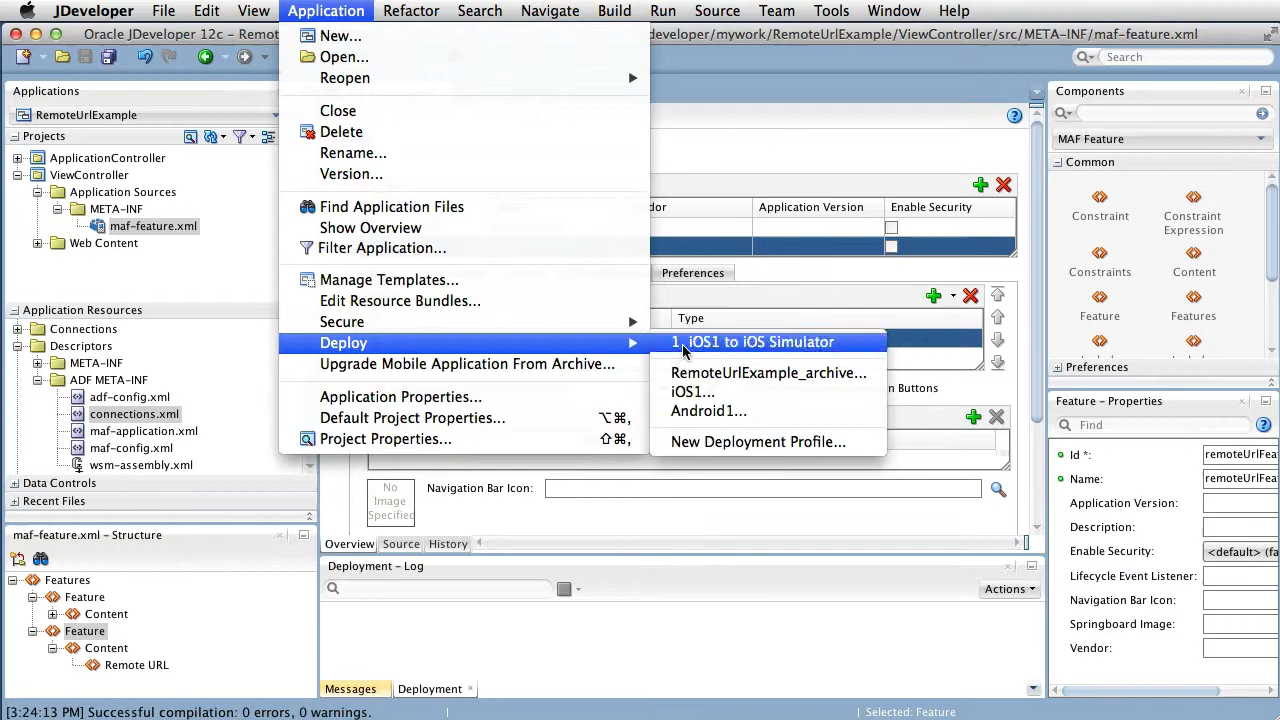 JDeveloper File Edit View Application Refactor Search Navigate Build Run Source Team Tools Window Help
Oracle JDeveloper 12c - Remot
developer/mywork/RemoteUrlExample/ViewController/
/META-INF/maf-feature.xml
Search
Applications
RemoteUrlExample
Projects
ApplicationController
ViewController
Application Sources
META-INF
maf-feature.xml
Web Content
Application Resources
Connections
Descriptors
META-INF
ADF META-INF
adf-config.xml
connections.xml
maf-application.xml
maf-config.xml
wsm-assembly.xml
Data Controls
Recent Files
maf-feature.xml - Structure
Features
Feature
Content
Feature
Content
Remote URL
New...
Open...
Reopen
Close
Delete
Rename...
Version...
Find Application Files
Show Overview
Filter Application...
Manage Templates...
Edit Resource Bundles...
Secure
Deploy
Upgrade Mobile Application From Archive...
Application Properties...
Default Project Properties... ⌥⌘,
Project Properties... ⇧⌘,
1. iOS1 to iOS Simulator
RemoteUrlExample_archive...
iOS1...
Android1...
New Deployment Profile...
dor
Application Version
Enable Security
Preferences
Type
on Buttons
No
Image
Specified
Navigation Bar Icon:
Overview Source History
Deployment - Log
Actions
Messages
Deployment
Components
MAF Feature
Common
Constraint
Constraint
Expression
Constraints
Content
Feature
Features
Preferences
Feature - Properties
Find
Id *: remoteUrlFea
Name: remoteUrlFea
Application Version:
Description:
Enable Security: <default> (fa
Lifecycle Event Listener:
Navigation Bar Icon:
Springboard Image:
Vendor:
[3:24:13 PM] Successful compilation: 0 errors, 0 warnings.
Selected: Feature